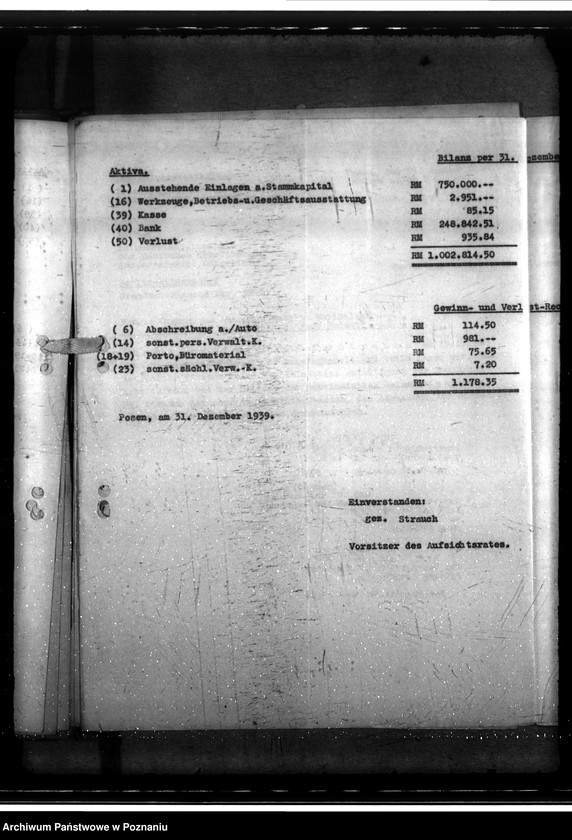 Bilanz per 31. Dezembe
Aktiva.
( 1) Ausstehende Einlagen a.Stammkapital RM 750.000.--
(16) Werkzeuge,Betriebs-u.Geschäftsausstattung RM 2.951.--
(39) Kasse RM 85.15
(40) Bank RM 248.842.51
(50) Verlust RM 935.84
RM 1.002.814.50
Gewinn- und Verlust-Rec
( 6) Abschreibung a./Auto RM 114.50
(14) sonst.pers.Verwalt.K. RM 981.--
(18+19) Porto,Büromaterial RM 75.65
(23) sonst.sächl.Verw.-K. RM 7.20
RM 1.178.35
Posen, am 31. Dezember 1939.
Einverstanden:
gez. Strauch
Vorsitzer des Aufsichtsrates.
Archiwum Państwowe w Poznaniu